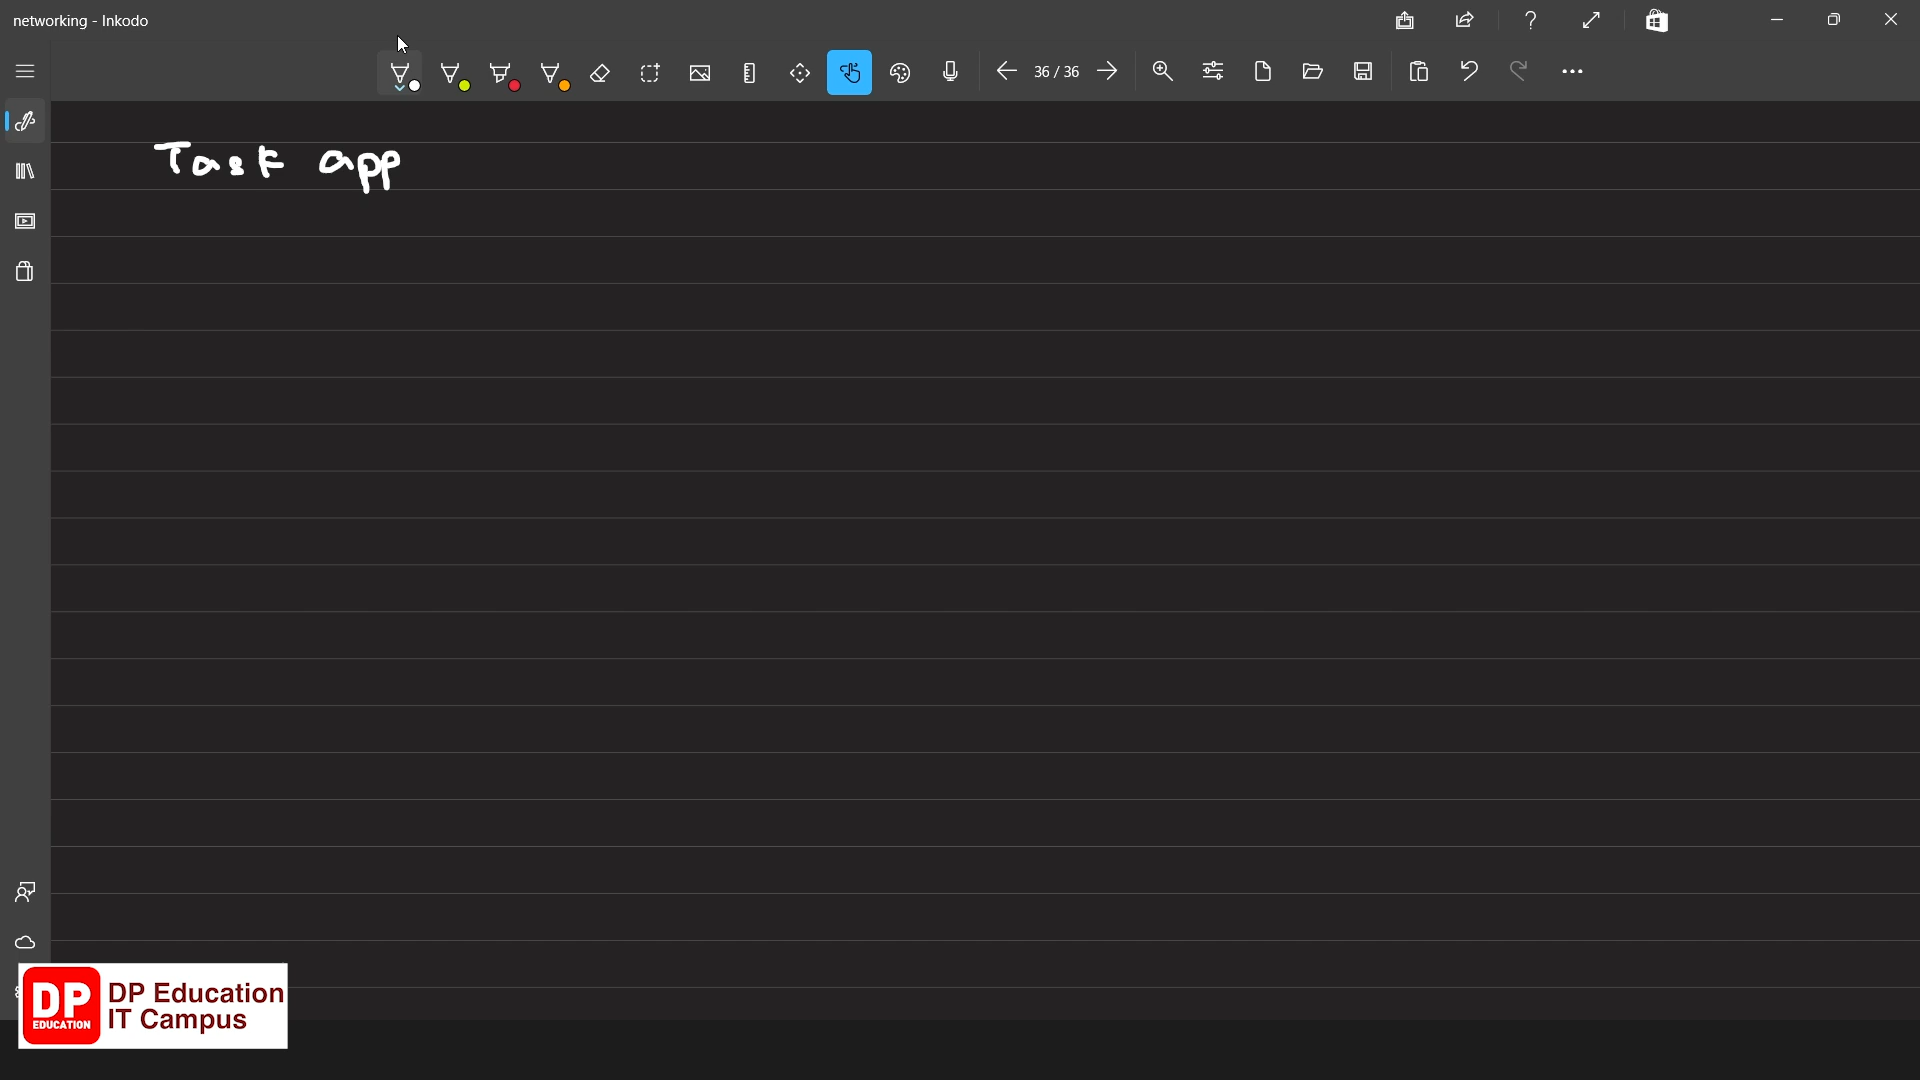 networking - Inkodo
36 / 36
Task app
DP
EDUCATION
DP Education
IT Campus